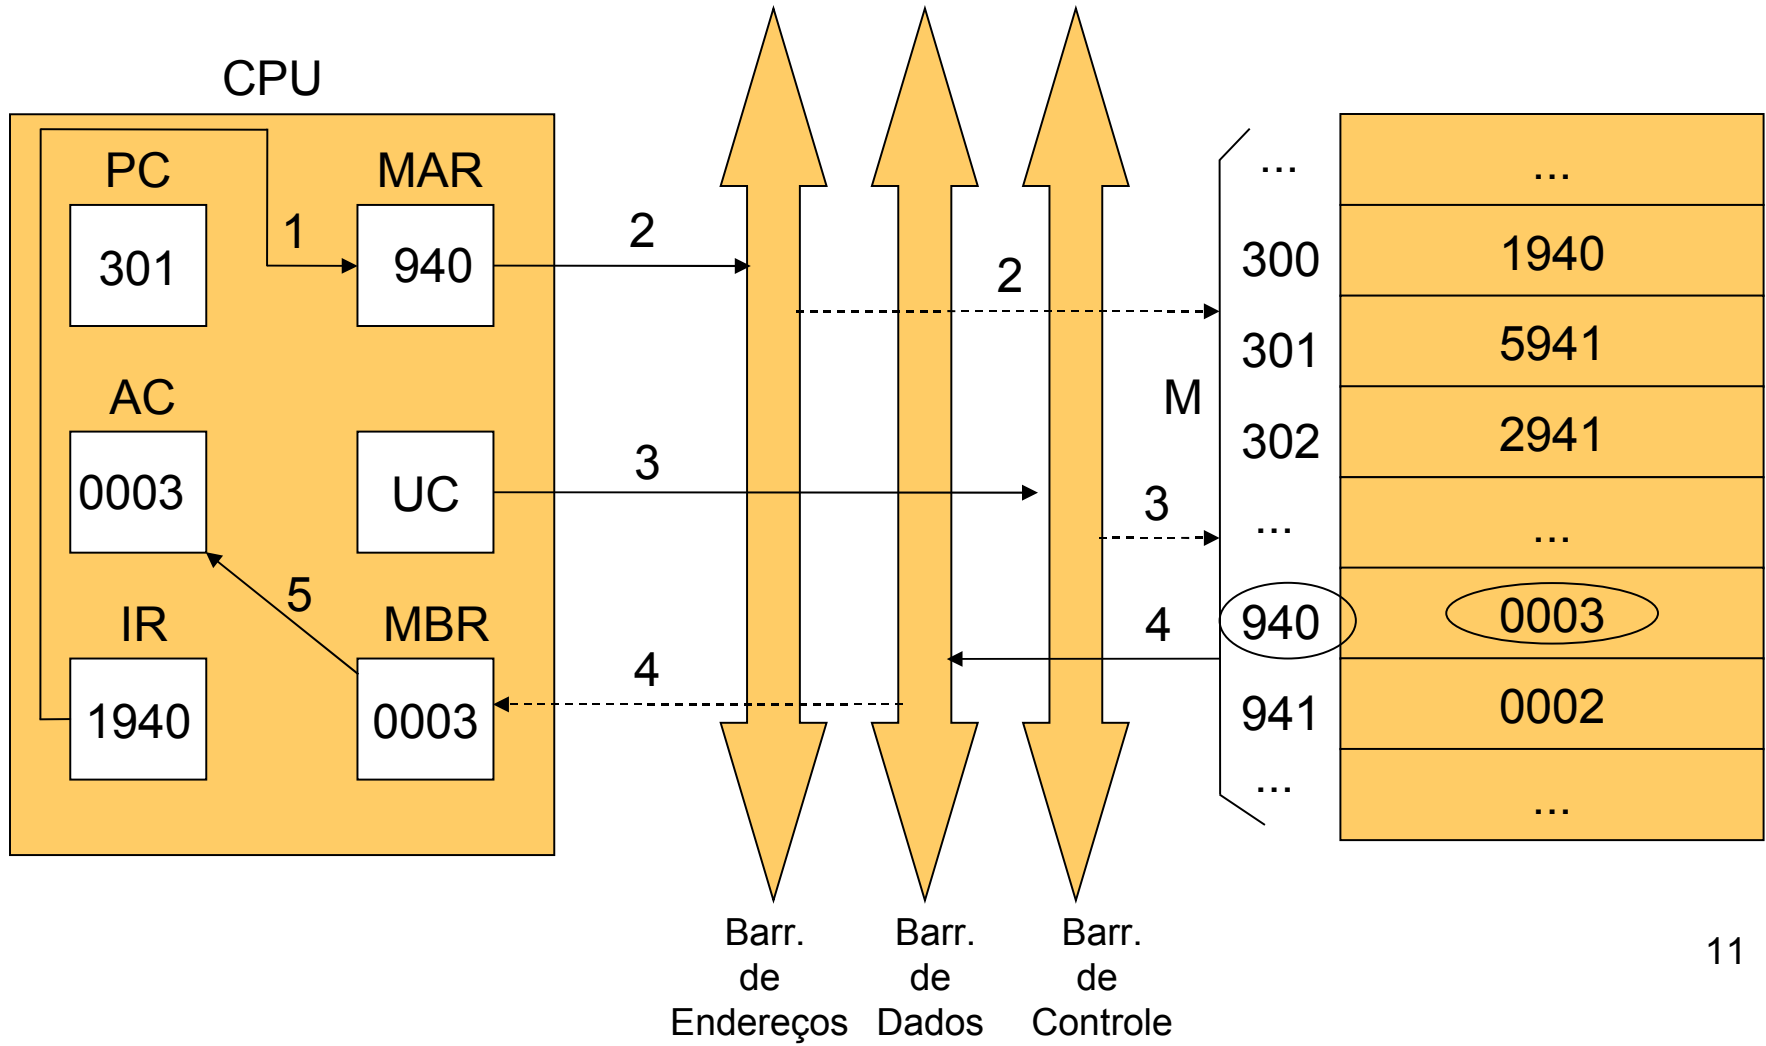 CPU
PC
MAR
301
1
940
2
2
AC
0003
UC
3
3
IR
1940
5
MBR
0003
4
4
M
...
...
300
1940
301
5941
302
2941
...
...
940
0003
941
0002
...
...
Barr.
de
Endereços
Barr.
de
Dados
Barr.
de
Controle
11